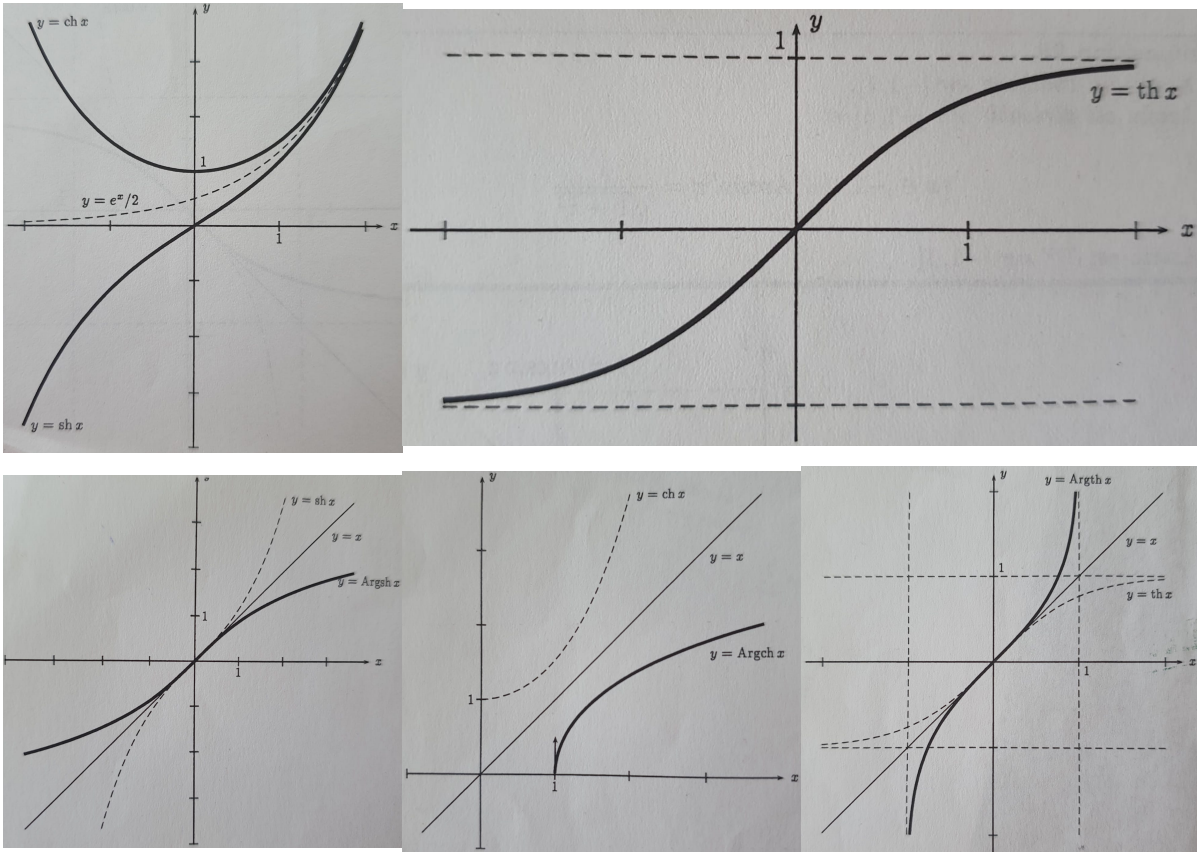 y
y = ch x
1
y = eˣ/2
x
1
y = sh x
y
1
y = th x
x
1
y = sh x
y = x
y = Argsh x
1
x
1
y
y = ch x
y = x
y = Argch x
1
x
1
y
y = Argth x
y = x
1
y = th x
x
1